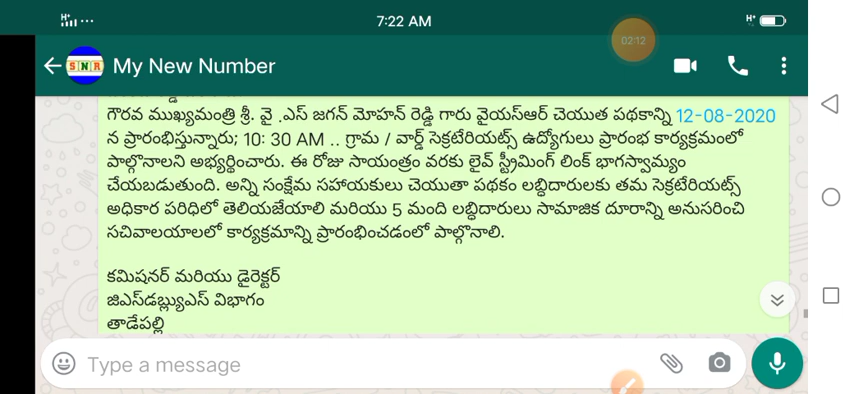 7:22 AM
02:12
SNR
My New Number
గౌరవ ముఖ్యమంత్రి శ్రీ. వై .ఎస్ జగన్ మోహన్ రెడ్డి గారు వైయస్ఆర్ చెయుత పథకాన్ని 12-08-2020
న ప్రారంభిస్తున్నారు; 10: 30 AM .. గ్రామ / వార్డ్ సెక్రటేరియట్స్ ఉద్యోగులు ప్రారంభ కార్యక్రమంలో
పాల్గొనాలని అభ్యర్థించారు. ఈ రోజు సాయంత్రం వరకు లైవ్ స్ట్రీమింగ్ లింక్ భాగస్వామ్యం
చేయబడుతుంది. అన్ని సంక్షేమ సహాయకులు చెయుతా పథకం లబ్ధిదారులకు తమ సెక్రటేరియట్స్
అధికార పరిధిలో తెలియజేయాలి మరియు 5 మంది లబ్ధిదారులు సామాజిక దూరాన్ని అనుసరించి
సచివాలయాలలో కార్యక్రమాన్ని ప్రారంభించడంలో పాల్గొనాలి.
కమిషనర్ మరియు డైరెక్టర్
జిఎస్‌డబ్ల్యుఎస్ విభాగం
తాడేపల్లి
Type a message